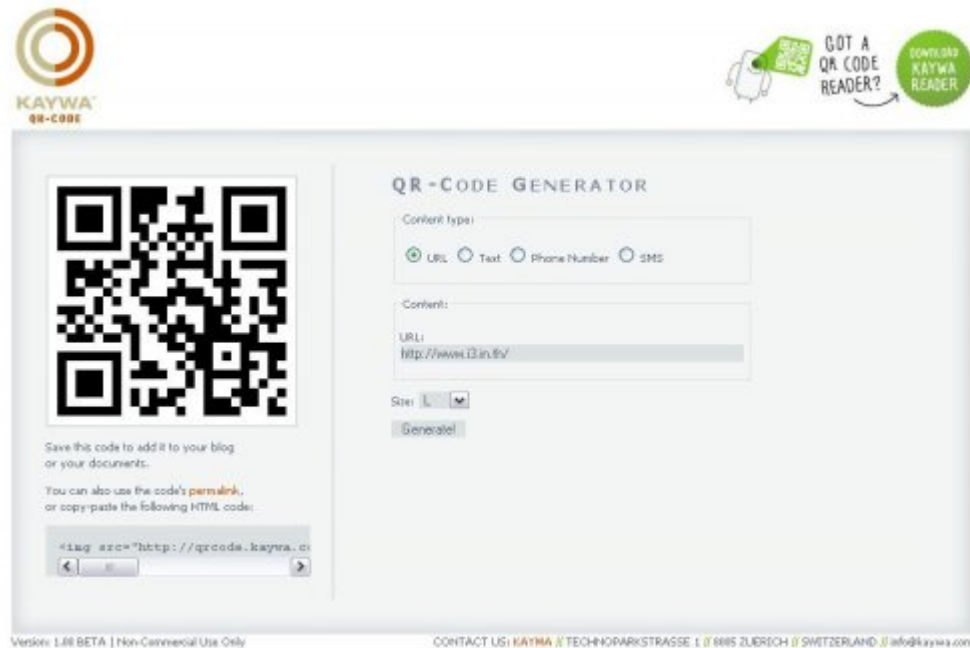 KAYWA
QR-CODE
GOT A
QR CODE
READER?
DOWNLOAD
KAYWA
READER
QR-CODE GENERATOR
Content type:
URL Text Phone Number SMS
Content:
URL:
http://www.i3.in.th/
Size: L
Generate!
Save this code to add it to your blog
or your documents.
You can also use the code's permalink,
or copy-paste the following HTML code:
<img src="http://qrcode.kaywa.co
Version: 1.00 BETA | Non-Commercial Use Only
CONTACT US: KAYWA // TECHNOPARKSTRASSE 1 // 8005 ZUERICH // SWITZERLAND // info@kaywa.com